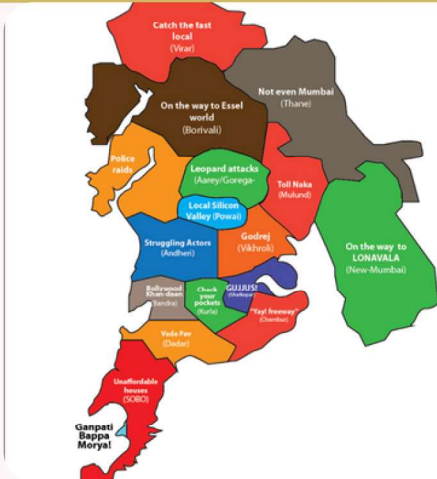 Catch the fast
local
(Virar)
Not even Mumbai
(Thane)
On the way to Essel
world
(Borivali)
Police
raids
Leopard attacks
(Aarey/Gorega-
Toll Naka
(Mulund)
Local Silicon
Valley (Powai)
Godrej
(Vikhroli)
Struggling Actors
(Andheri)
On the way to
LONAVALA
(New-Mumbai)
Bollywood
Khan-daan
(Bandra)
Check
your
pockets
(Kurla)
GUJJUS!
(Ghatkopar)
"Yay! freeway"
(Chembur)
Vada Pav
(Dadar)
Unaffordable
houses
(SOBO)
Ganpati
Bappa
Morya!